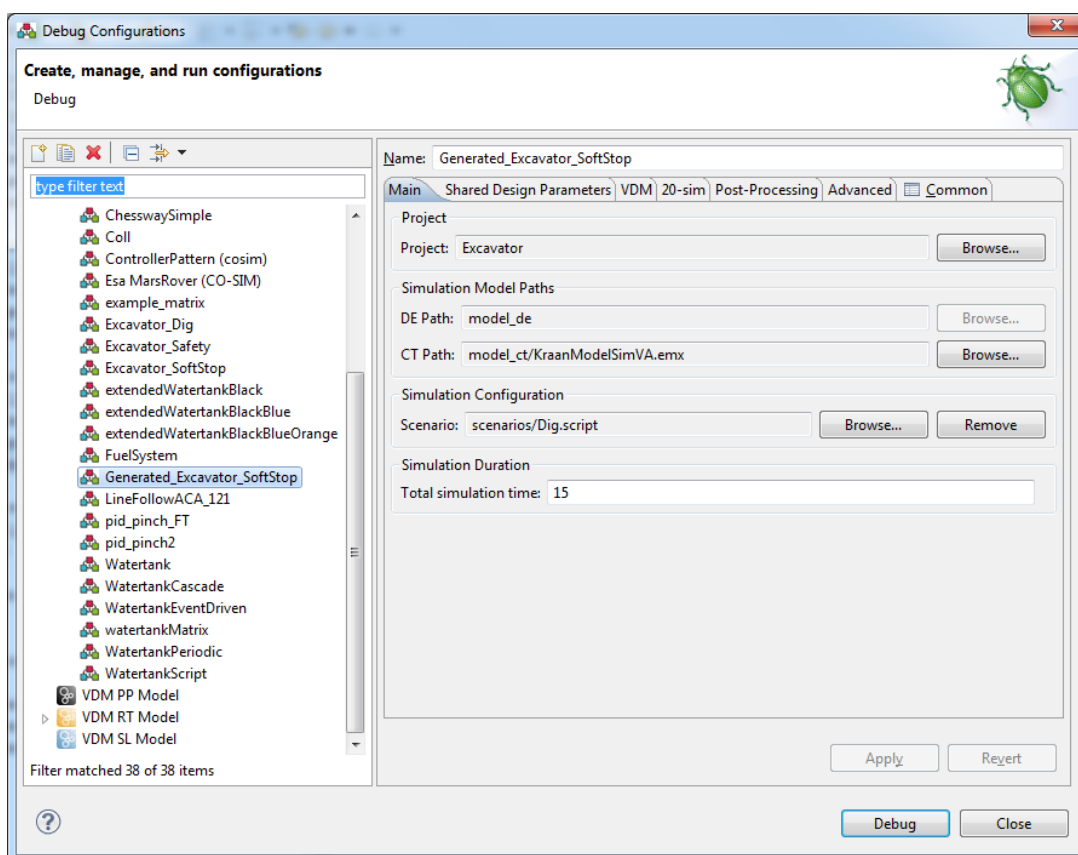 Debug Configurations
Create, manage, and run configurations
Debug
type filter text
ChesswaySimple
Coll
ControllerPattern (cosim)
Esa MarsRover (CO-SIM)
example_matrix
Excavator_Dig
Excavator_Safety
Excavator_SoftStop
extendedWatertankBlack
extendedWatertankBlackBlue
extendedWatertankBlackBlueOrange
FuelSystem
Generated_Excavator_SoftStop
LineFollowACA_121
pid_pinch_FT
pid_pinch2
Watertank
WatertankCascade
WatertankEventDriven
watertankMatrix
WatertankPeriodic
WatertankScript
VDM PP Model
VDM RT Model
VDM SL Model
Filter matched 38 of 38 items
Name: Generated_Excavator_SoftStop
Main Shared Design Parameters VDM 20-sim Post-Processing Advanced Common
Project
Project: Excavator Browse...
Simulation Model Paths
DE Path: model_de Browse...
CT Path: model_ct/KraanModelSimVA.emx Browse...
Simulation Configuration
Scenario: scenarios/Dig.script Browse... Remove
Simulation Duration
Total simulation time: 15
Apply Revert
? Debug Close